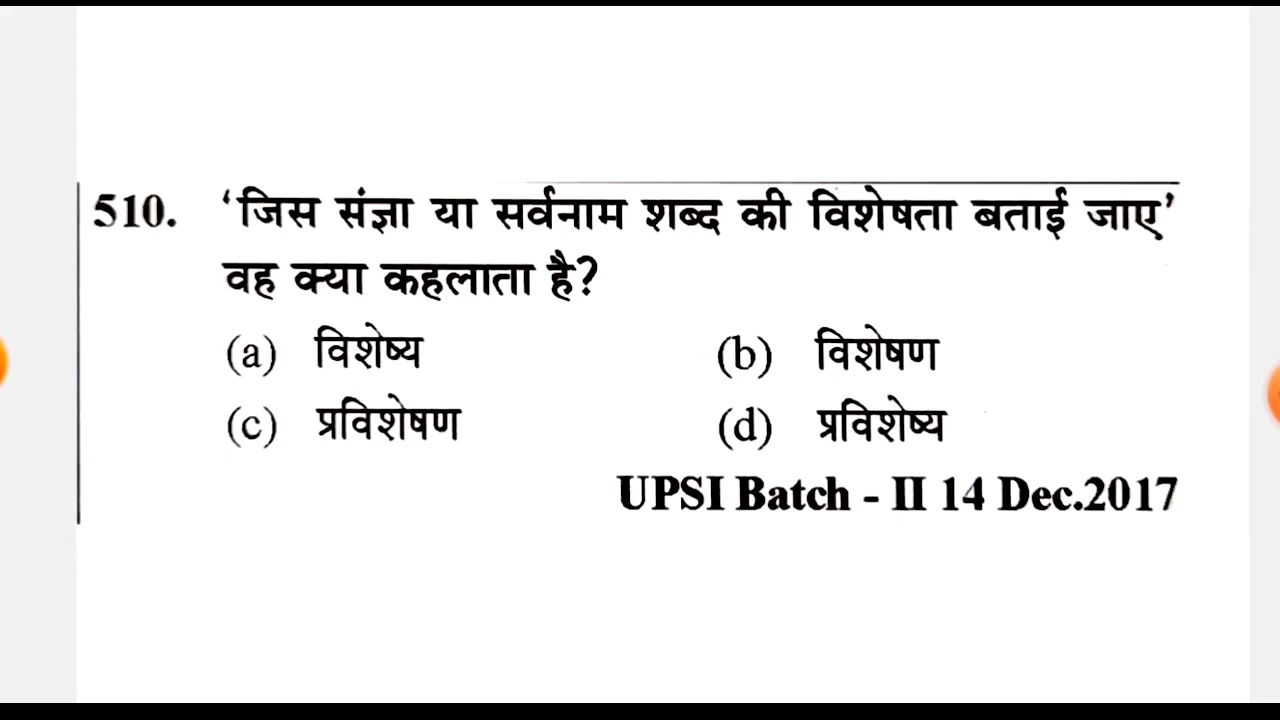 510. ‘जिस संज्ञा या सर्वनाम शब्द की विशेषता बताई जाए’
वह क्या कहलाता है?
(a) विशेष्य (b) विशेषण
(c) प्रविशेषण (d) प्रविशेष्य
UPSI Batch - II 14 Dec.2017